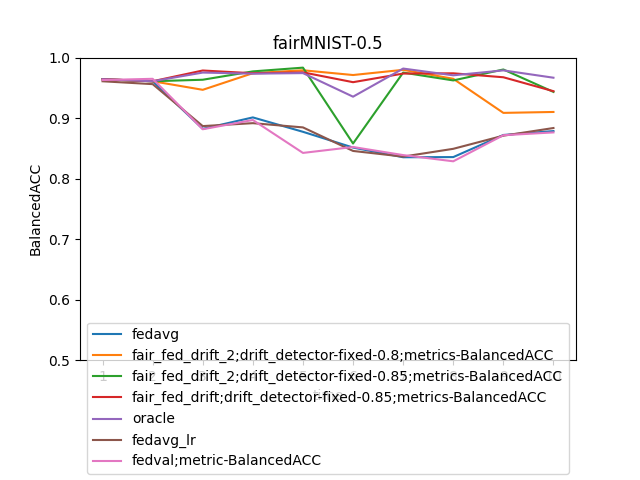 fairMNIST-0.5
BalancedACC
1.0
0.9
0.8
0.7
0.6
0.5
fedavg
fair_fed_drift_2;drift_detector-fixed-0.8;metrics-BalancedACC
fair_fed_drift_2;drift_detector-fixed-0.85;metrics-BalancedACC
fair_fed_drift;drift_detector-fixed-0.85;metrics-BalancedACC
oracle
fedavg_lr
fedval;metric-BalancedACC